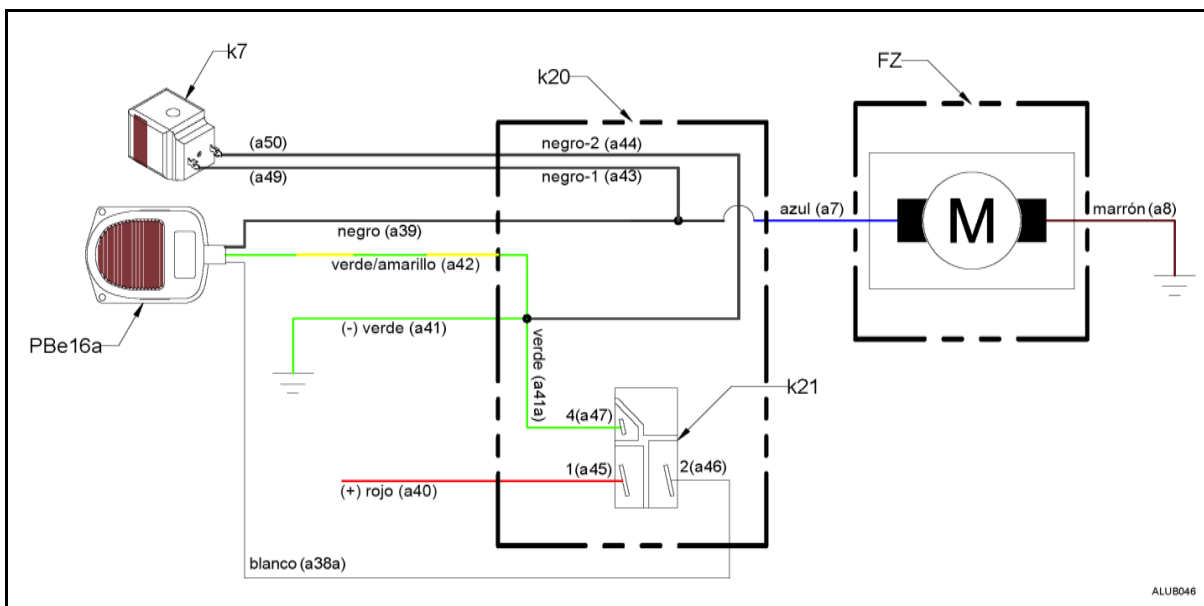 k7
k20
FZ
(a50)
negro-2 (a44)
(a49)
negro-1 (a43)
azul (a7)
M
marrón (a8)
negro (a39)
verde/amarillo (a42)
(-) verde (a41)
PBe16a
verde (a41a)
k21
4(a47)
1(a45)
2(a46)
(+) rojo (a40)
blanco (a38a)
ALUB046